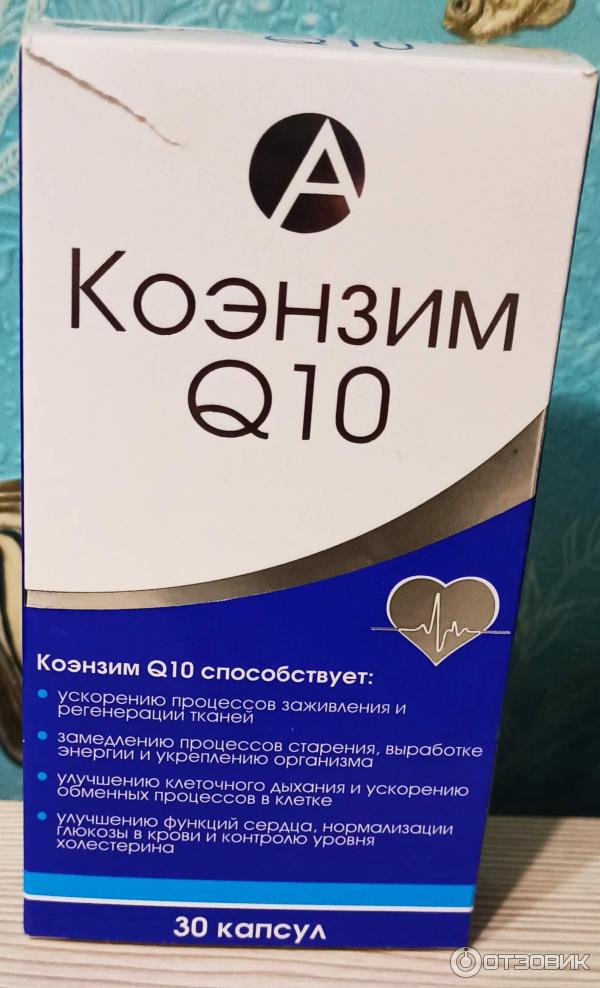 Q10
А
Коэнзим
Q10
Коэнзим Q10 способствует:
• ускорению процессов заживления и
регенерации тканей
• замедлению процессов старения, выработке
энергии и укреплению организма
• улучшению клеточного дыхания и ускорению
обменных процессов в клетке
• улучшению функций сердца, нормализации
глюкозы в крови и контролю уровня
холестерина
30 капсул
ОТЗОВИК